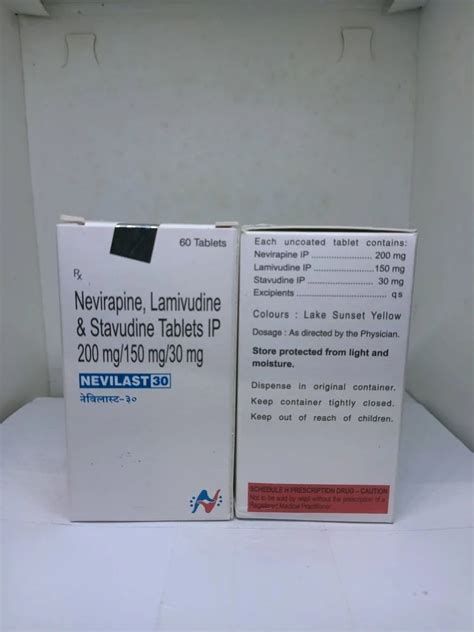 60 Tablets
Rx
Nevirapine, Lamivudine
& Stavudine Tablets IP
200 mg/150 mg/30 mg
NEVILAST 30
नेविलास्ट-३०
Each uncoated tablet contains:
Nevirapine IP ........................ 200 mg
Lamivudine IP ........................ 150 mg
Stavudine IP ........................ 30 mg
Excipients ........................ q s
Colours : Lake Sunset Yellow
Dosage : As directed by the Physician.
Store protected from light and
moisture.
Dispense in original container.
Keep container tightly closed.
Keep out of reach of children.
SCHEDULE H PRESCRIPTION DRUG – CAUTION
Not to be sold by retail without the prescription of a
Registered Medical Practitioner.